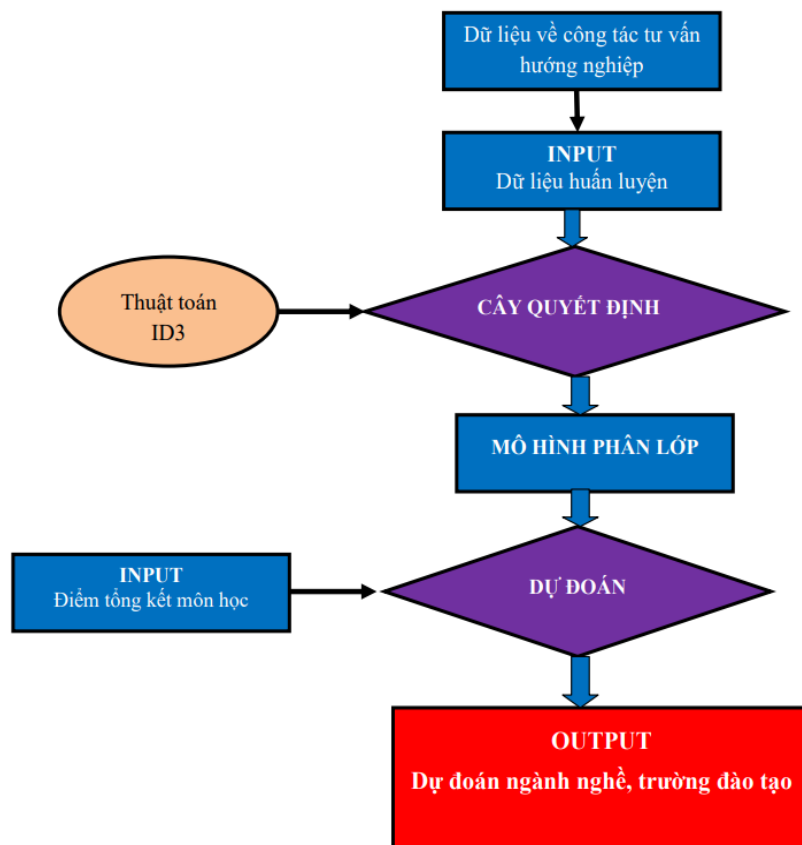 Dữ liệu về công tác tư vấn
hướng nghiệp
INPUT
Dữ liệu huấn luyện
Thuật toán
ID3
CÂY QUYẾT ĐỊNH
MÔ HÌNH PHÂN LỚP
INPUT
Điểm tổng kết môn học
DỰ ĐOÁN
OUTPUT
Dự đoán ngành nghề, trường đào tạo